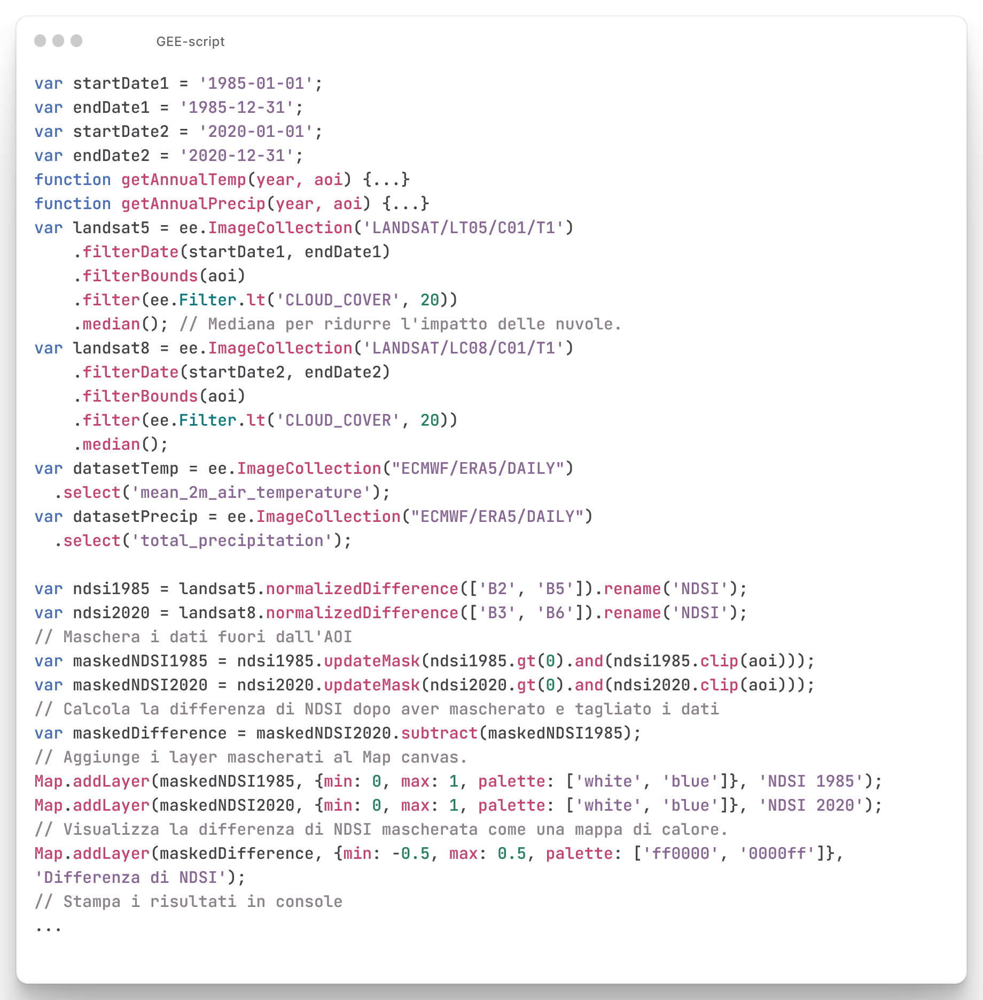 GEE-script
var startDate1 = '1985-01-01';
var endDate1 = '1985-12-31';
var startDate2 = '2020-01-01';
var endDate2 = '2020-12-31';
function getAnnualTemp(year, aoi) {...}
function getAnnualPrecip(year, aoi) {...}
var landsat5 = ee.ImageCollection('LANDSAT/LT05/C01/T1')
    .filterDate(startDate1, endDate1)
    .filterBounds(aoi)
    .filter(ee.Filter.lt('CLOUD_COVER', 20))
    .median(); // Mediana per ridurre l'impatto delle nuvole.
var landsat8 = ee.ImageCollection('LANDSAT/LC08/C01/T1')
    .filterDate(startDate2, endDate2)
    .filterBounds(aoi)
    .filter(ee.Filter.lt('CLOUD_COVER', 20))
    .median();
var datasetTemp = ee.ImageCollection("ECMWF/ERA5/DAILY")
  .select('mean_2m_air_temperature');
var datasetPrecip = ee.ImageCollection("ECMWF/ERA5/DAILY")
  .select('total_precipitation');

var ndsi1985 = landsat5.normalizedDifference(['B2', 'B5']).rename('NDSI');
var ndsi2020 = landsat8.normalizedDifference(['B3', 'B6']).rename('NDSI');
// Maschera i dati fuori dall'AOI
var maskedNDSI1985 = ndsi1985.updateMask(ndsi1985.gt(0).and(ndsi1985.clip(aoi)));
var maskedNDSI2020 = ndsi2020.updateMask(ndsi2020.gt(0).and(ndsi2020.clip(aoi)));
// Calcola la differenza di NDSI dopo aver mascherato e tagliato i dati
var maskedDifference = maskedNDSI2020.subtract(maskedNDSI1985);
// Aggiunge i layer mascherati al Map canvas.
Map.addLayer(maskedNDSI1985, {min: 0, max: 1, palette: ['white', 'blue']}, 'NDSI 1985');
Map.addLayer(maskedNDSI2020, {min: 0, max: 1, palette: ['white', 'blue']}, 'NDSI 2020');
// Visualizza la differenza di NDSI mascherata come una mappa di calore.
Map.addLayer(maskedDifference, {min: -0.5, max: 0.5, palette: ['ff0000', '0000ff']},
'Differenza di NDSI');
// Stampa i risultati in console
...